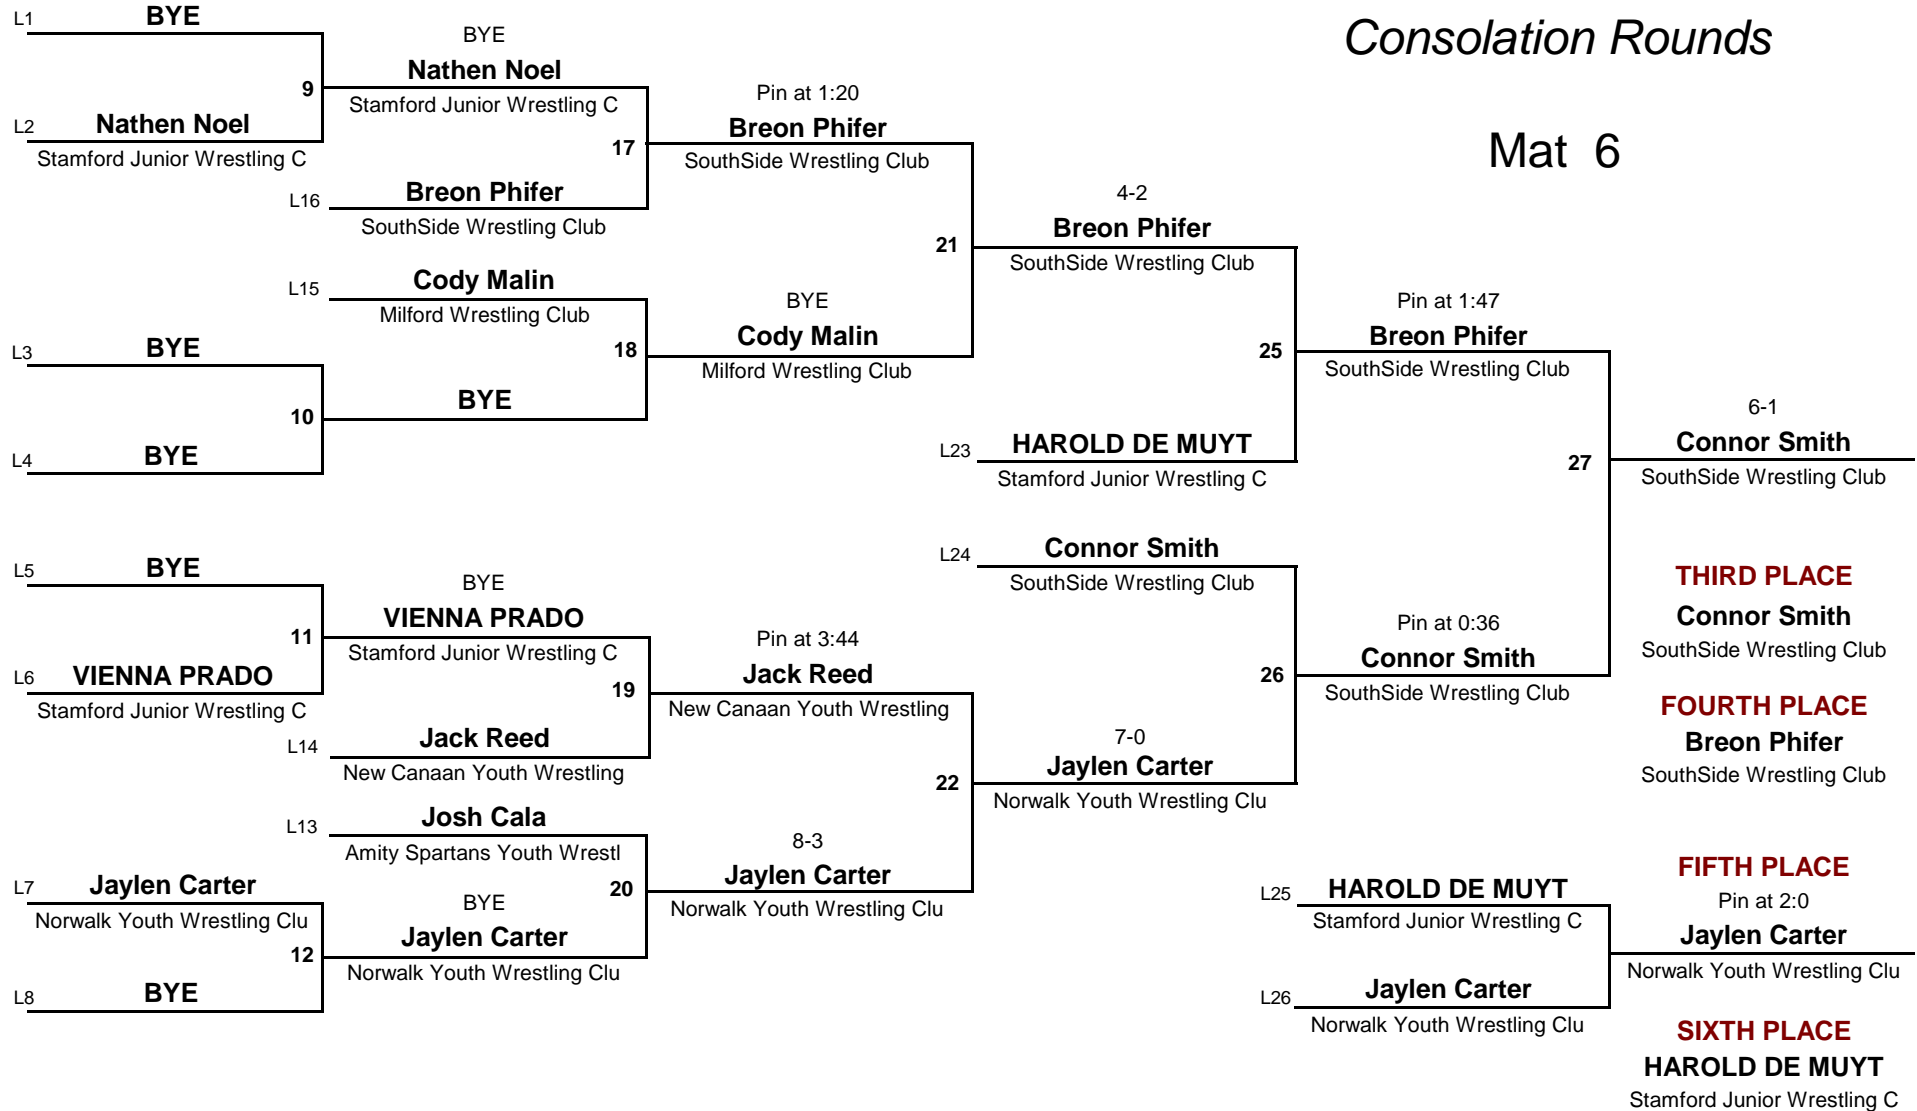 Consolation Rounds
Mat 6
L1
BYE
9
L2
Nathen Noel
Stamford Junior Wrestling C
L3
BYE
10
L4
BYE
L5
BYE
11
L6
VIENNA PRADO
Stamford Junior Wrestling C
L7
Jaylen Carter
Norwalk Youth Wrestling Clu
12
L8
BYE
BYE
Nathen Noel
Stamford Junior Wrestling C
17
L16
Breon Phifer
SouthSide Wrestling Club
L15
Cody Malin
Milford Wrestling Club
18
BYE
BYE
VIENNA PRADO
Stamford Junior Wrestling C
19
L14
Jack Reed
New Canaan Youth Wrestling
L13
Josh Cala
Amity Spartans Youth Wrestl
20
BYE
Jaylen Carter
Norwalk Youth Wrestling Clu
Pin at 1:20
Breon Phifer
SouthSide Wrestling Club
21
BYE
Cody Malin
Milford Wrestling Club
Pin at 3:44
Jack Reed
New Canaan Youth Wrestling
22
8-3
Jaylen Carter
Norwalk Youth Wrestling Clu
4-2
Breon Phifer
SouthSide Wrestling Club
25
L23
HAROLD DE MUYT
Stamford Junior Wrestling C
L24
Connor Smith
SouthSide Wrestling Club
26
7-0
Jaylen Carter
Norwalk Youth Wrestling Clu
Pin at 1:47
Breon Phifer
SouthSide Wrestling Club
27
Pin at 0:36
Connor Smith
SouthSide Wrestling Club
L25
HAROLD DE MUYT
Stamford Junior Wrestling C
L26
Jaylen Carter
Norwalk Youth Wrestling Clu
6-1
Connor Smith
SouthSide Wrestling Club
THIRD PLACE
Connor Smith
SouthSide Wrestling Club
FOURTH PLACE
Breon Phifer
SouthSide Wrestling Club
FIFTH PLACE
Pin at 2:0
Jaylen Carter
Norwalk Youth Wrestling Clu
SIXTH PLACE
HAROLD DE MUYT
Stamford Junior Wrestling C